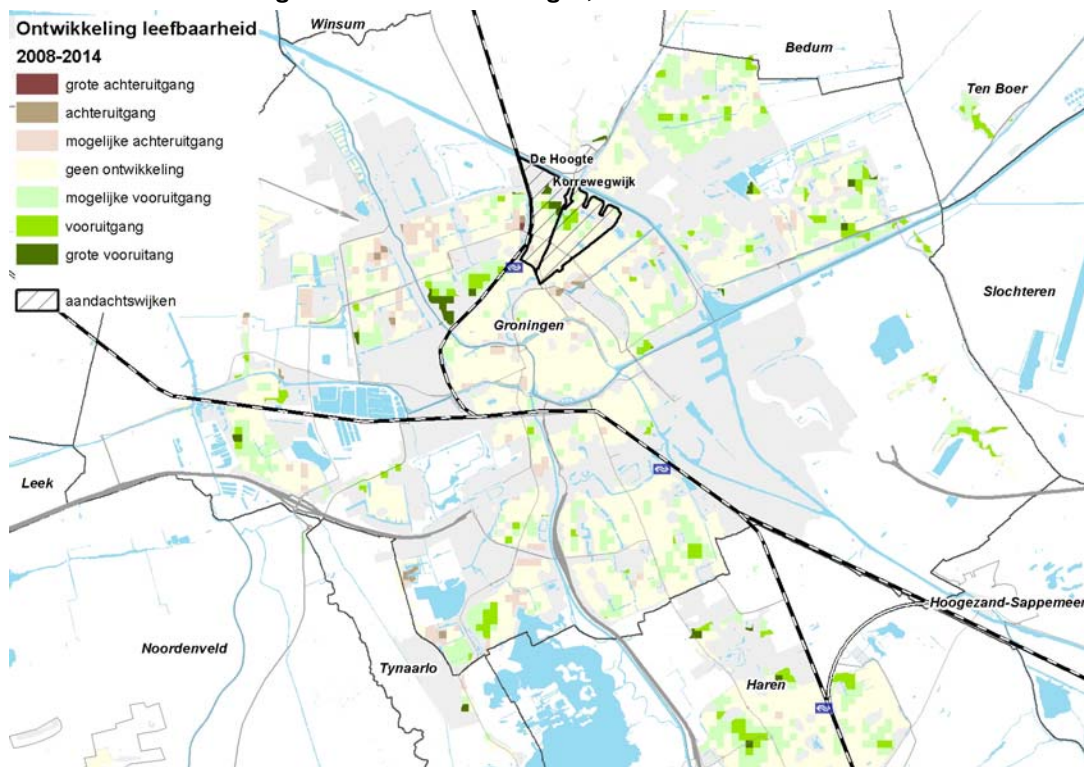 Ontwikkeling leefbaarheid
2008-2014
grote achteruitgang
achteruitgang
mogelijke achteruitgang
geen ontwikkeling
mogelijke vooruitgang
vooruitgang
grote vooruitang
aandachtswijken
Winsum
Bedum
Ten Boer
De Hoogte
Korrewegwijk
Slochteren
Groningen
Leek
Hoogezand-Sappemeer
Noordenveld
Tynaarlo
Haren